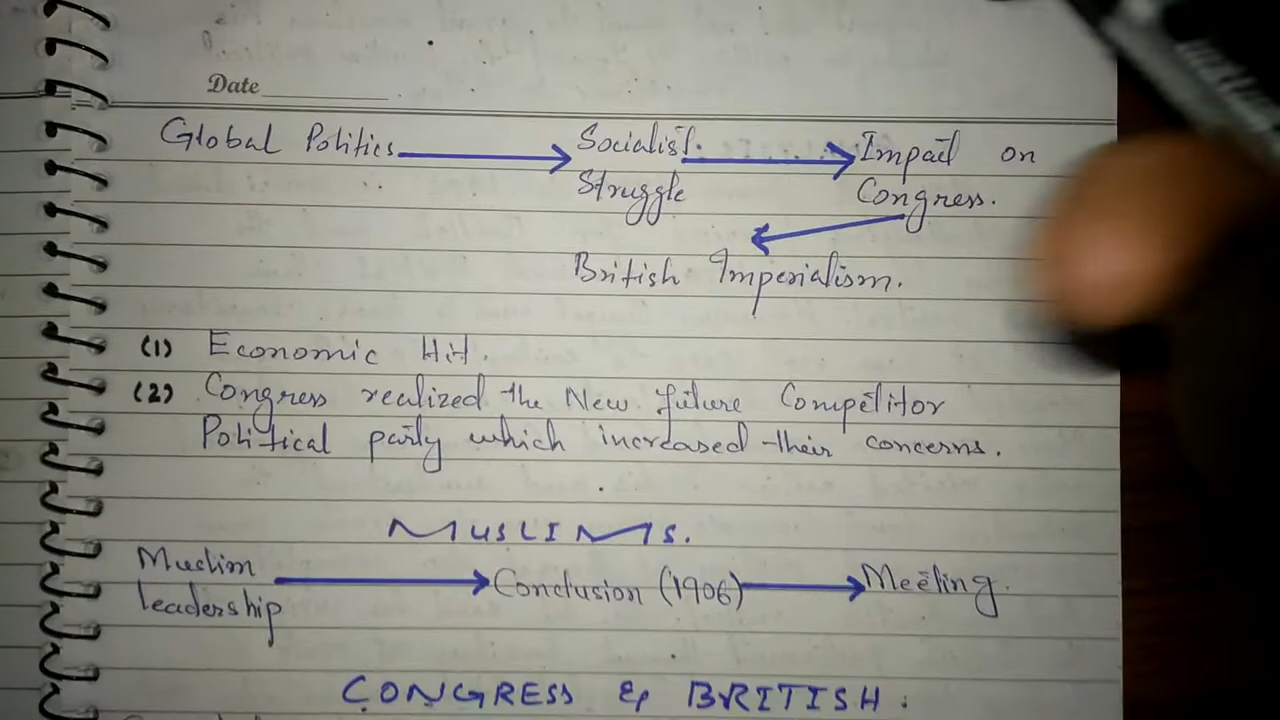 Date
Global Politics Socialist Impact on
Struggle Congress.
British Imperialism.
(1) Economic Hit.
(2) Congress realized the New future Competitor
Political party which increased their concerns.
MUSLIMS.
Muslim
leadership Conclusion (1906) Meeting.
CONGRESS & BRITISH :